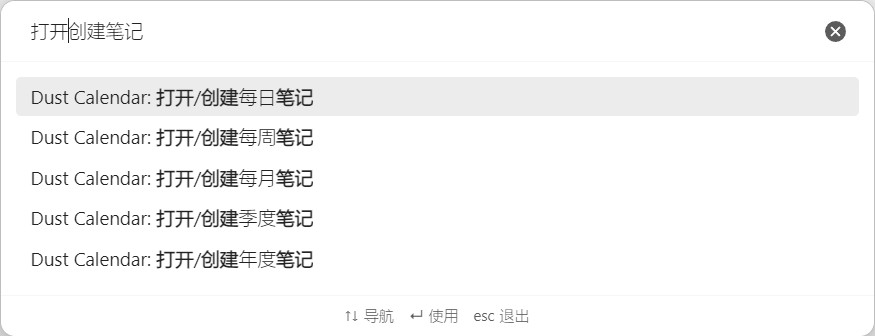 打开创建笔记
Dust Calendar: 打开/创建每日笔记
Dust Calendar: 打开/创建每周笔记
Dust Calendar: 打开/创建每月笔记
Dust Calendar: 打开/创建季度笔记
Dust Calendar: 打开/创建年度笔记
↑↓ 导航 ↵ 使用 esc 退出